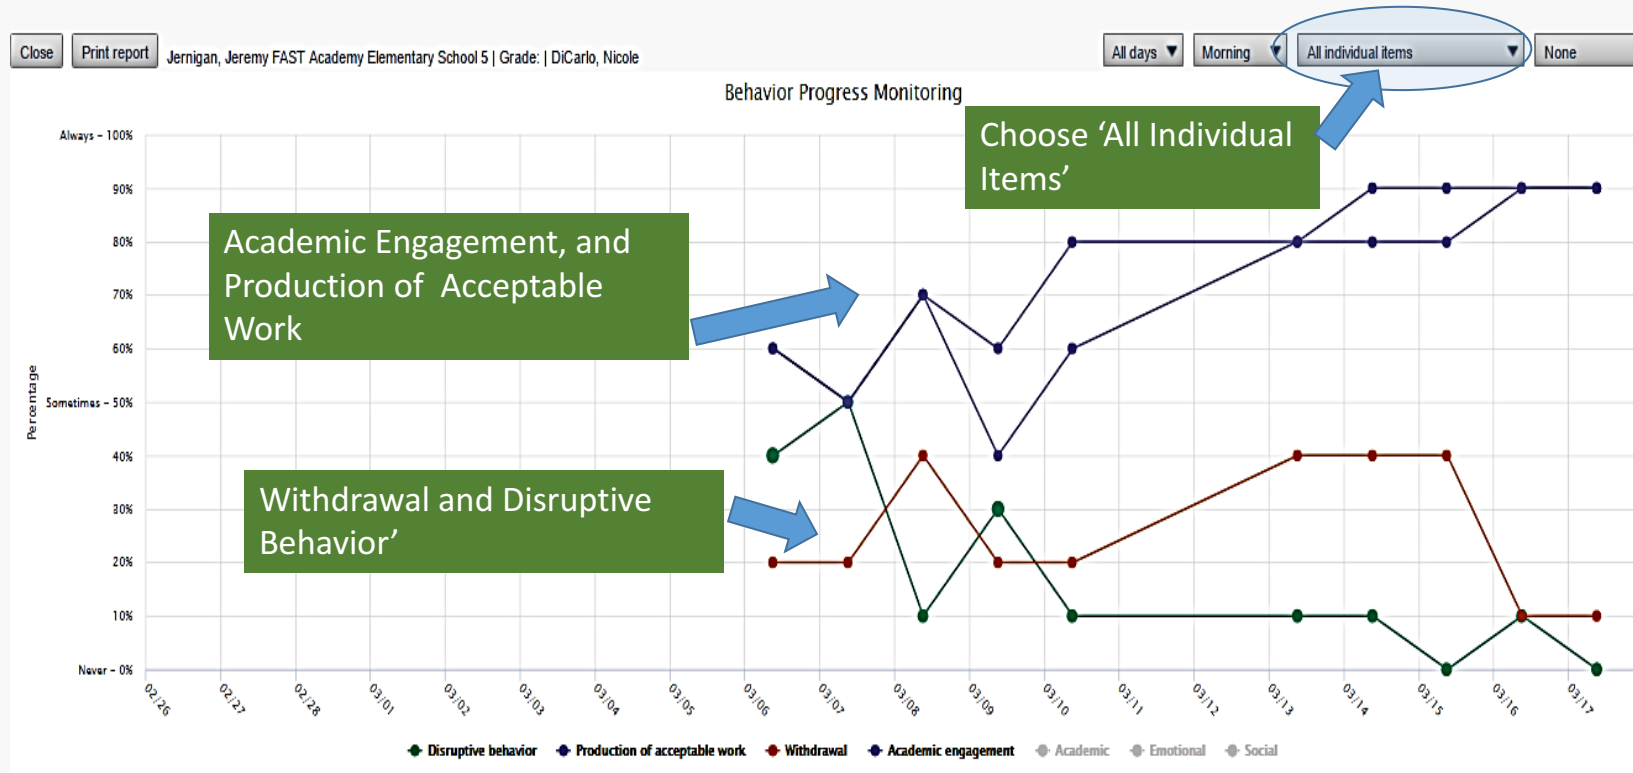 Close
Print report
Jernigan, Jeremy FAST Academy Elementary School 5 | Grade: | DiCarlo, Nicole
All days
Morning
All individual items
None
Behavior Progress Monitoring
Choose ‘All Individual
Items’
Academic Engagement, and
Production of Acceptable
Work
Withdrawal and Disruptive
Behavior’
Percentage
Always - 100%
90%
80%
70%
60%
Sometimes - 50%
40%
30%
20%
10%
Never - 0%
02/26
02/27
02/28
03/01
03/02
03/03
03/04
03/05
03/06
03/07
03/08
03/09
03/10
03/11
03/12
03/13
03/14
03/15
03/16
03/17
Disruptive behavior
Production of acceptable work
Withdrawal
Academic engagement
Academic
Emotional
Social